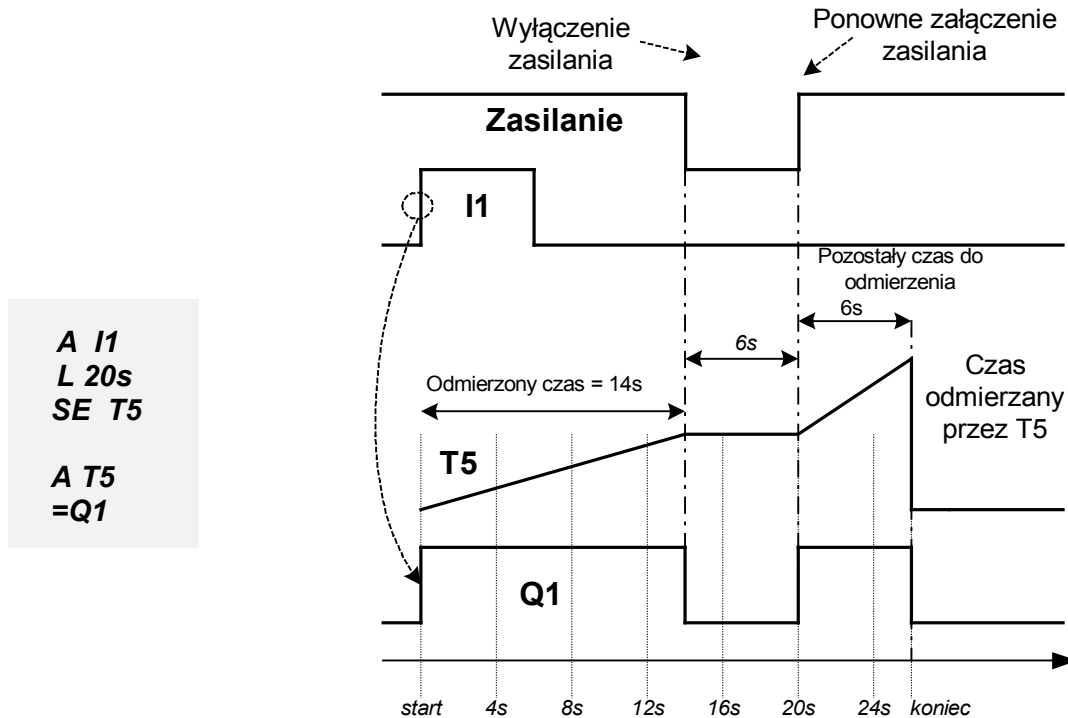 Wyłączenie
zasilania
Ponowne załączenie
zasilania
Zasilanie
I1
Pozostały czas do
odmierzenia
6s
A I1
L 20s
SE T5
A T5
=Q1
6s
Odmierzony czas = 14s
Czas
odmierzany
przez T5
T5
Q1
start 4s 8s 12s 16s 20s 24s koniec